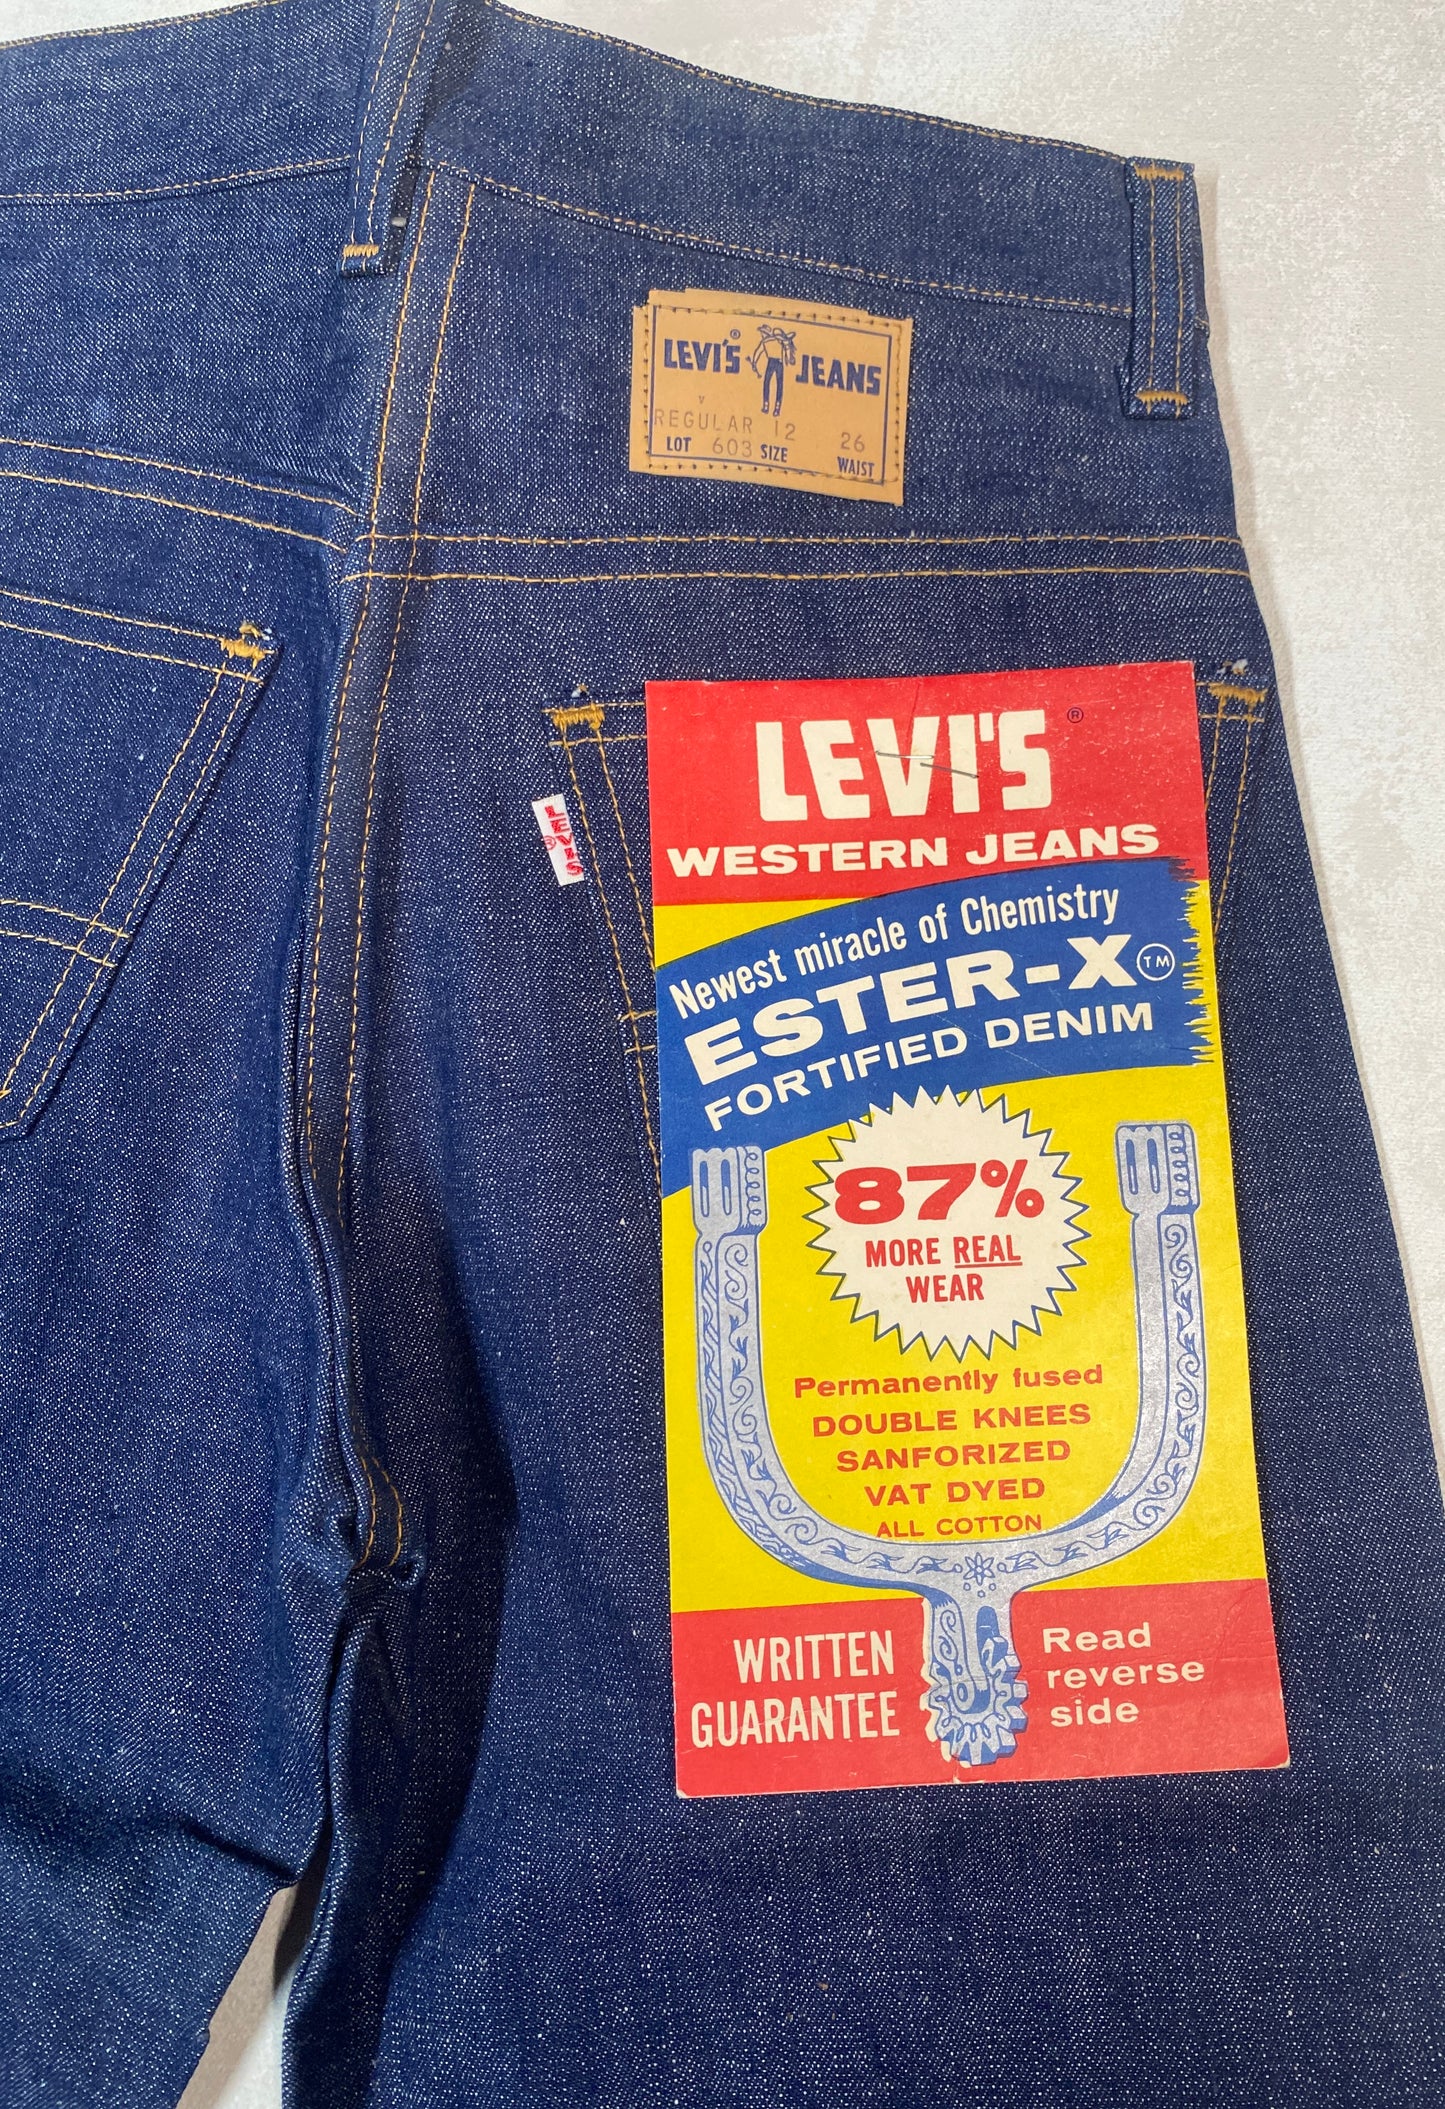 LEVI'S® JEANS
V
REGULAR 12 26
LOT 603 SIZE WAIST
LEVI'S®
LEVI'S®
WESTERN JEANS
Newest miracle of Chemistry
ESTER-X TM
FORTIFIED DENIM
87%
MORE REAL
WEAR
Permanently fused
DOUBLE KNEES
SANFORIZED
VAT DYED
ALL COTTON
WRITTEN
GUARANTEE
Read
reverse
side